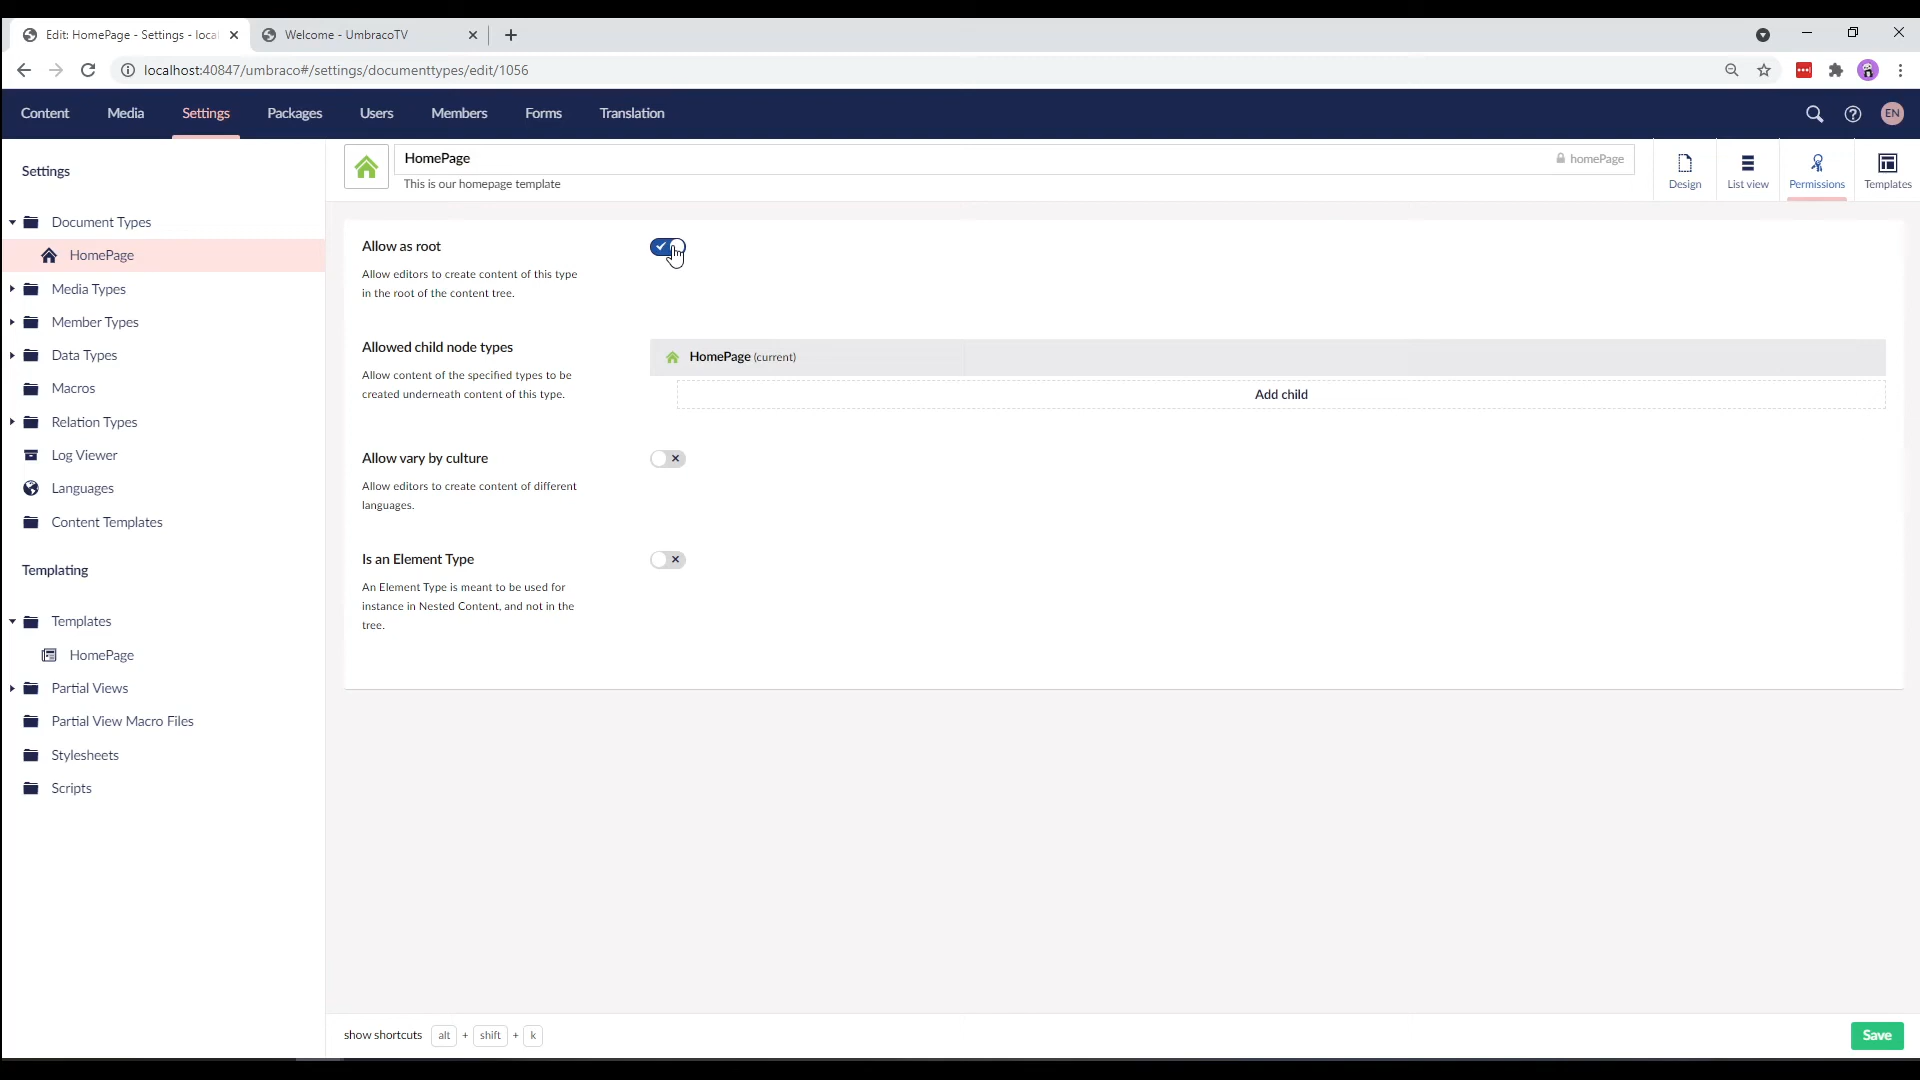 Edit: HomePage - Settings - loca
Welcome - UmbracoTV
localhost:40847/umbraco#/settings/documenttypes/edit/1056
Content
Media
Settings
Packages
Users
Members
Forms
Translation
EN
Settings
Document Types
HomePage
Media Types
Member Types
Data Types
Macros
Relation Types
Log Viewer
Languages
Content Templates
Templating
Templates
HomePage
Partial Views
Partial View Macro Files
Stylesheets
Scripts
HomePage
homePage
This is our homepage template
Design
List view
Permissions
Templates
Allow as root
Allow editors to create content of this type
in the root of the content tree.
Allowed child node types
Allow content of the specified types to be
created underneath content of this type.
HomePage (current)
Add child
Allow vary by culture
Allow editors to create content of different
languages.
Is an Element Type
An Element Type is meant to be used for
instance in Nested Content, and not in the
tree.
show shortcuts alt + shift + k
Save